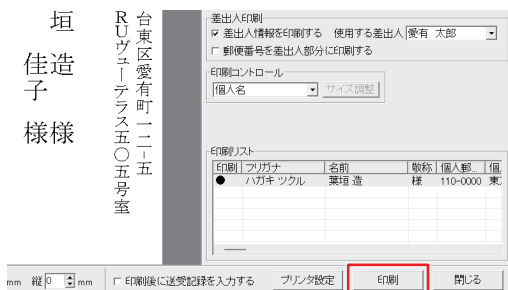 台東区愛有町一二-五
RUヴューテラス五〇五号室
垣 造 様
佳子 様
差出人印刷
差出人情報を印刷する 使用する差出人 愛有 太郎
郵便番号を差出人部分に印刷する
印刷コントロール
個人名 サイズ調整
印刷リスト
印刷 フリガナ 名前 敬称 個人郵... 個
● ハガキ ツクル 葉垣 造 様 110-0000 東
mm 縦 0 mm 印刷後に送受記録を入力する プリンタ設定 印刷 閉じる